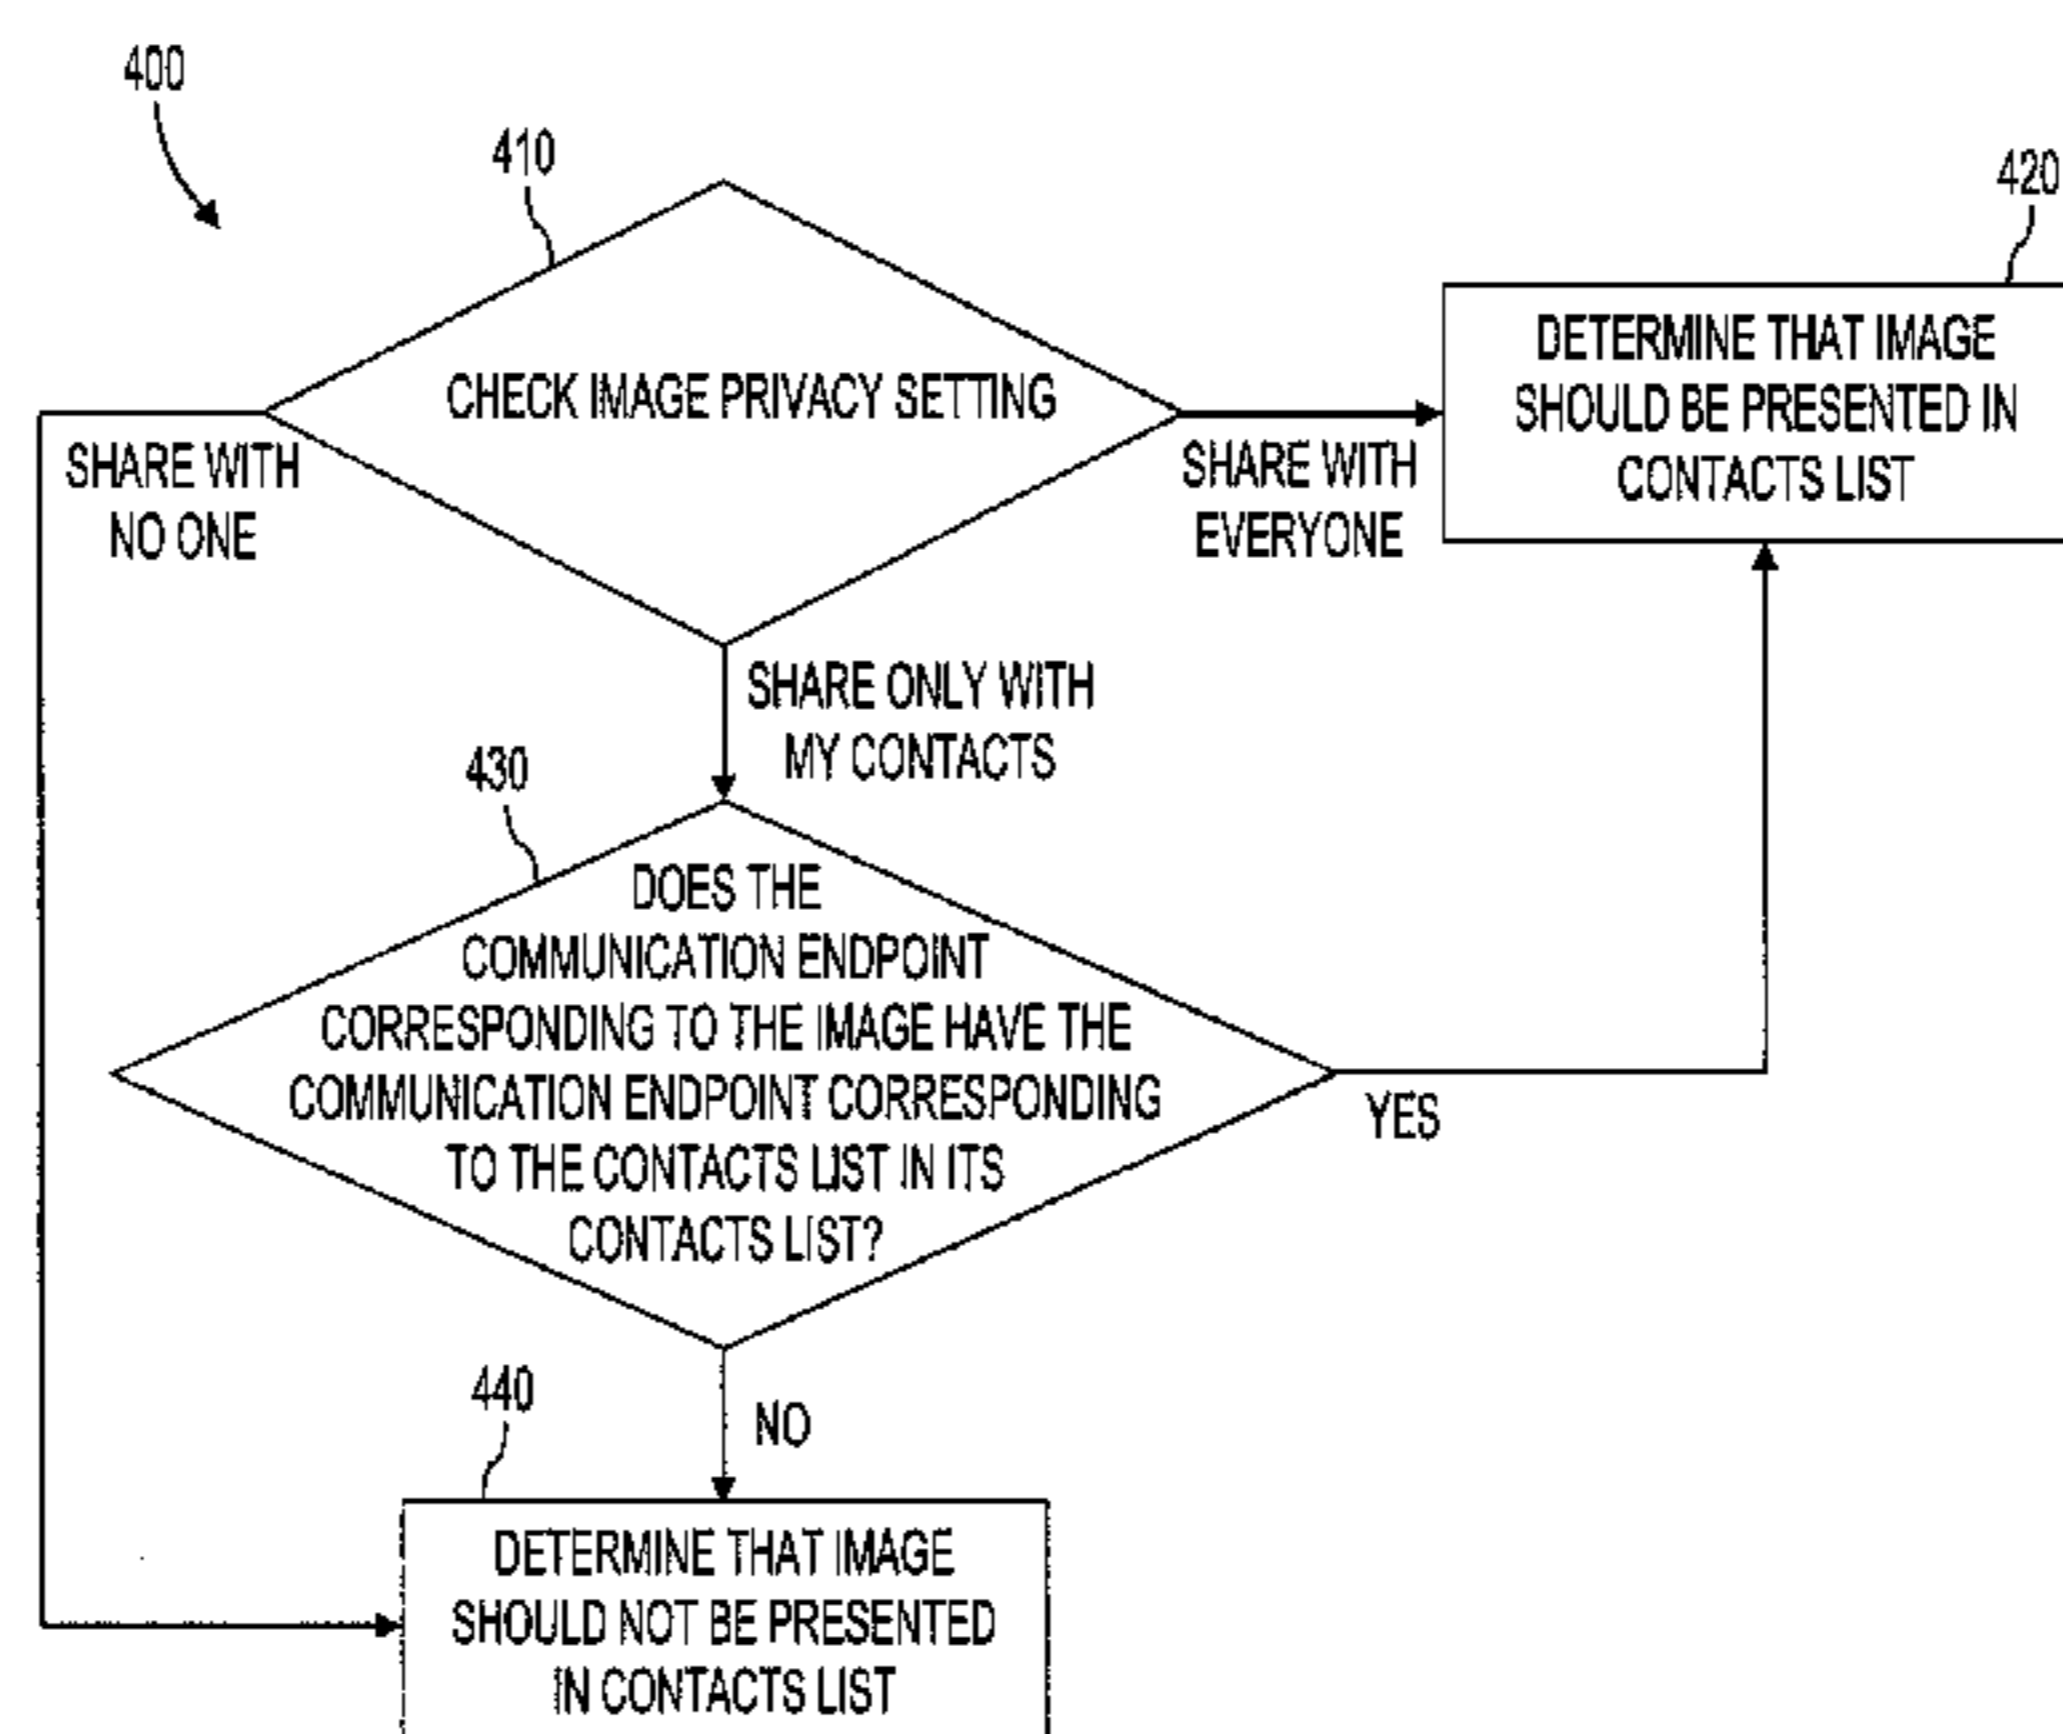 400
410
420
CHECK IMAGE PRIVACY SETTING
DETERMINE THAT IMAGE
SHOULD BE PRESENTED IN
CONTACTS LIST
SHARE WITH
NO ONE
SHARE WITH
EVERYONE
SHARE ONLY WITH
MY CONTACTS
430
DOES THE
COMMUNICATION ENDPOINT
CORRESPONDING TO THE IMAGE HAVE THE
COMMUNICATION ENDPOINT CORRESPONDING
TO THE CONTACTS LIST IN ITS
CONTACTS LIST?
YES
NO
440
DETERMINE THAT IMAGE
SHOULD NOT BE PRESENTED
IN CONTACTS LIST